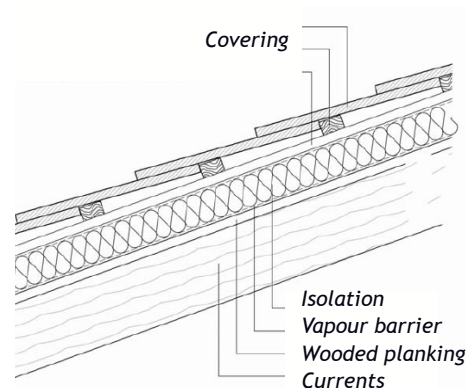 Covering
Isolation
Vapour barrier
Wooded planking
Currents